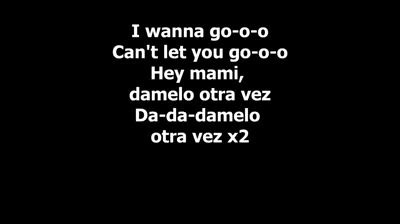 I wanna go-o-o
Can't let you go-o-o
Hey mami,
damelo otra vez
Da-da-damelo
otra vez x2